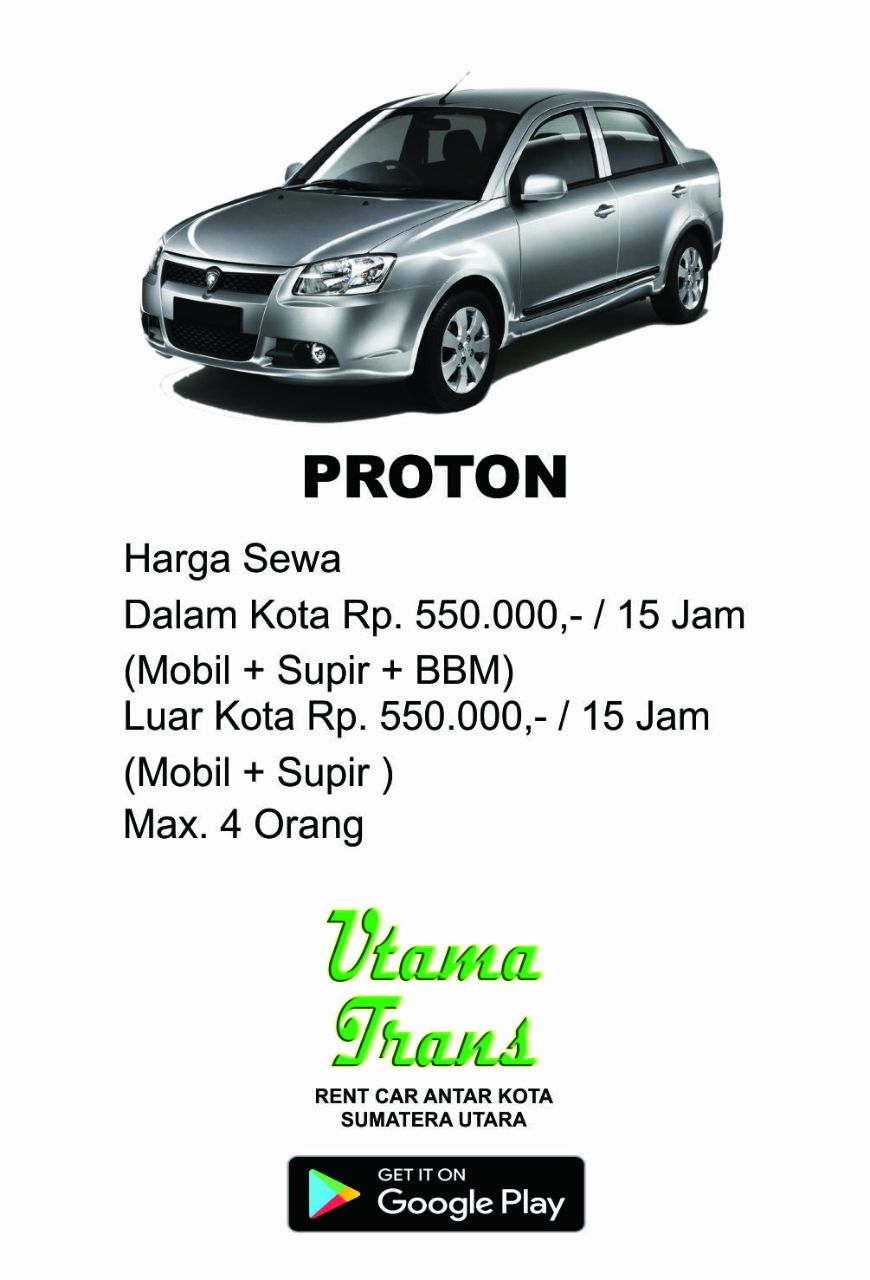 PROTON
Harga Sewa
Dalam Kota Rp. 550.000,- / 15 Jam
(Mobil + Supir + BBM)
Luar Kota Rp. 550.000,- / 15 Jam
(Mobil + Supir )
Max. 4 Orang
Utama
Trans
RENT CAR ANTAR KOTA
SUMATERA UTARA
GET IT ON
Google Play